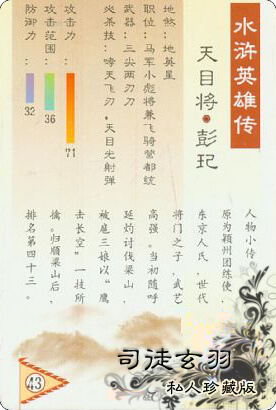 水浒英雄传
天目将·彭玘
地煞：地英星
职位：马军小彪将兼飞骑营都统
武器：三尖两刃刀
必杀技：哮天飞刃，天目光射弹
攻击力：
71
攻击范围：
36
防御力：
32
人物小传：
原为颍州团练使，
东京人氏，世代
将门之子，武艺
高强。当初随呼
延灼讨伐梁山，
被扈三娘以“鹰
击长空”一技所
擒。归顺梁山后，
排名第四十三。
43
司徒玄羽
私人珍藏版